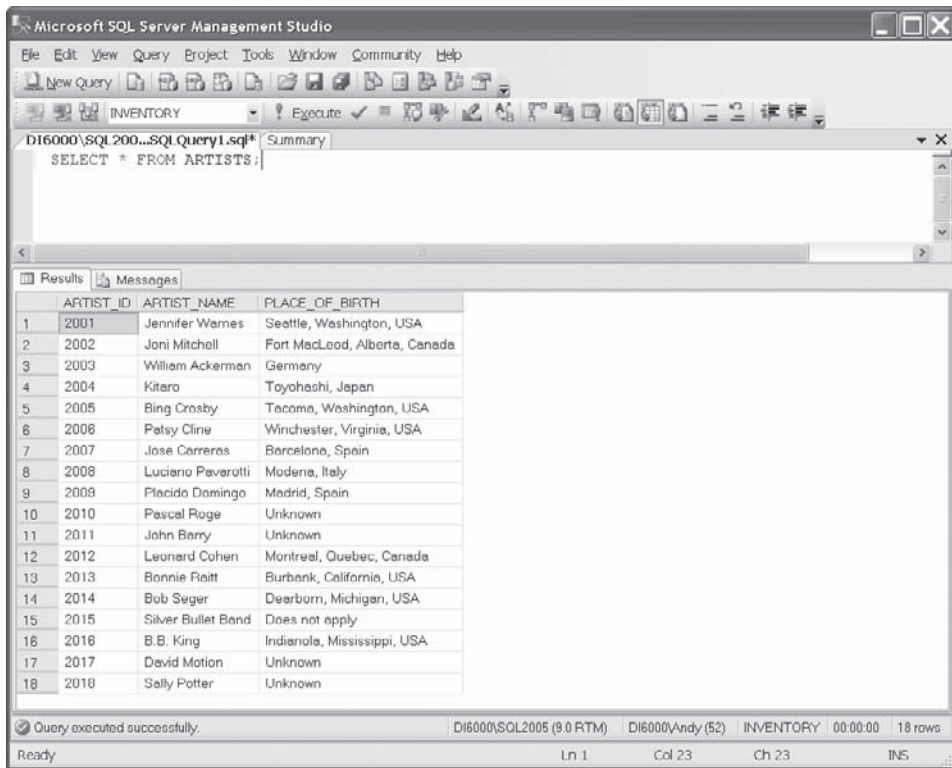 Microsoft SQL Server Management Studio
File Edit View Query Project Tools Window Community Help
New Query
INVENTORY Execute
DI6000\SQL200...SQLQuery1.sql* Summary
SELECT * FROM ARTISTS;
Results Messages
ARTIST_ID ARTIST_NAME PLACE_OF_BIRTH
1 2001 Jennifer Warnes Seattle, Washington, USA
2 2002 Joni Mitchell Fort MacLeod, Alberta, Canada
3 2003 William Ackerman Germany
4 2004 Kitaro Toyohashi, Japan
5 2005 Bing Crosby Tacoma, Washington, USA
6 2006 Patsy Cline Winchester, Virginia, USA
7 2007 Jose Carreras Barcelona, Spain
8 2008 Luciano Pavarotti Modena, Italy
9 2009 Placido Domingo Madrid, Spain
10 2010 Pascal Roge Unknown
11 2011 John Barry Unknown
12 2012 Leonard Cohen Montreal, Quebec, Canada
13 2013 Bonnie Raitt Burbank, California, USA
14 2014 Bob Seger Dearborn, Michigan, USA
15 2015 Silver Bullet Band Does not apply
16 2016 B.B. King Indianola, Mississippi, USA
17 2017 David Motion Unknown
18 2018 Sally Potter Unknown
Query executed successfully. DI6000\SQL2005 (9.0 RTM) DI6000\Andy (52) INVENTORY 00:00:00 18 rows
Ready Ln 1 Col 23 Ch 23 INS